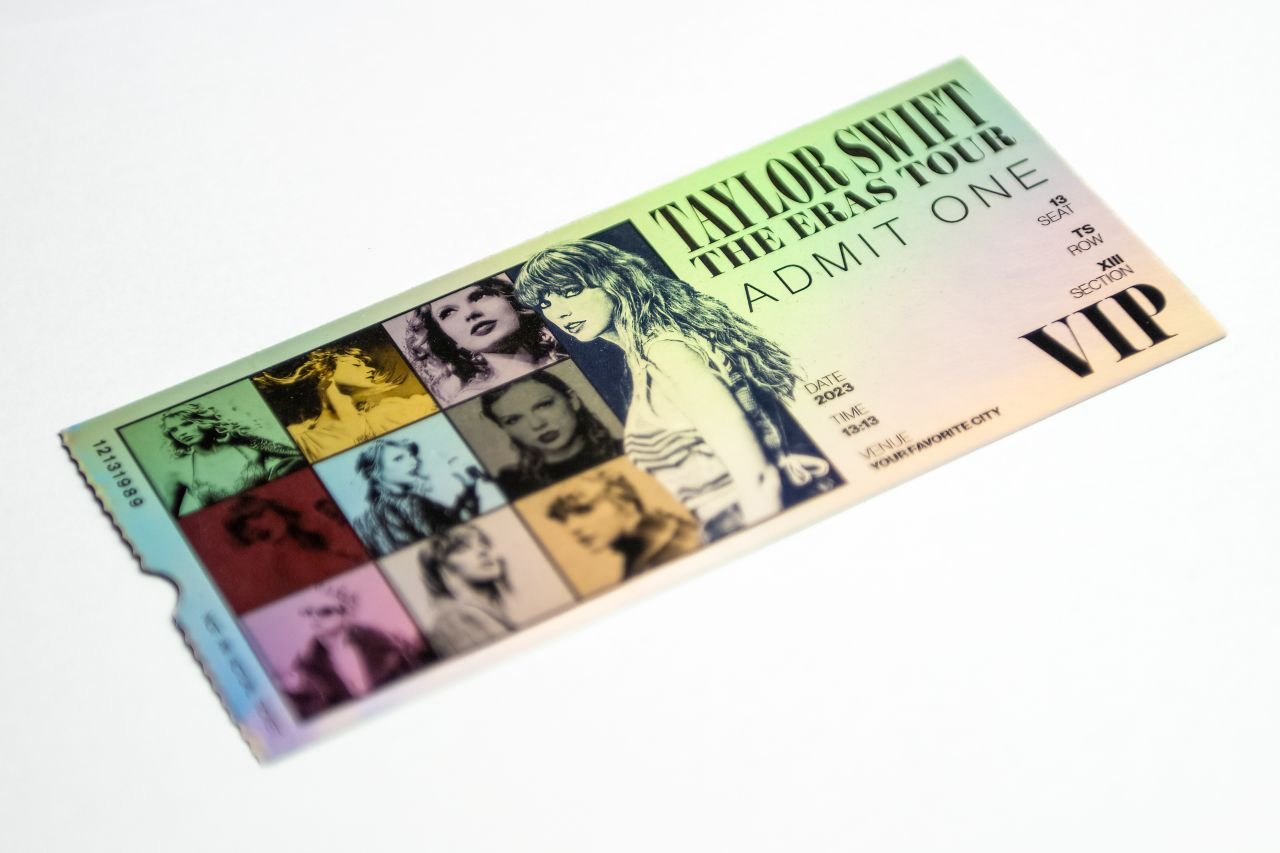 12131989
TAYLOR SWIFT
THE ERAS TOUR
ADMIT ONE
13
SEAT
TS
ROW
XIII
SECTION
VIP
DATE
2023
TIME
13:13
VENUE
YOUR FAVORITE CITY